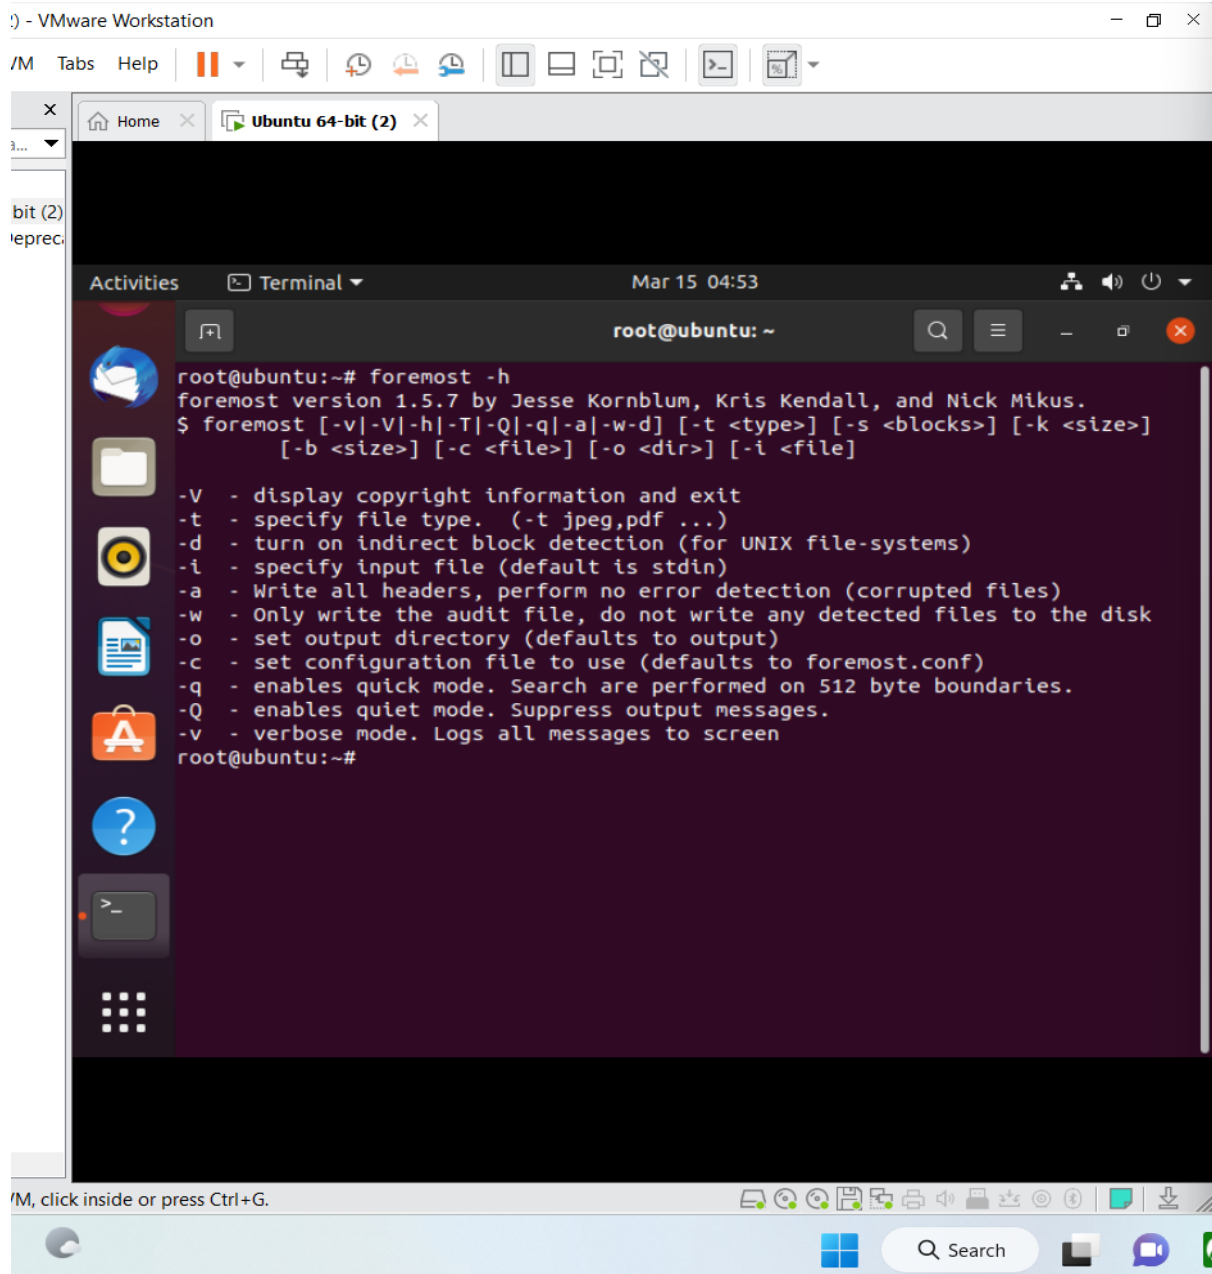 - VMware Workstation
Tabs Help
Home
Ubuntu 64-bit (2)
bit (2)
Activities Terminal Mar 15 04:53
root@ubuntu: ~
root@ubuntu:~# foremost -h
foremost version 1.5.7 by Jesse Kornblum, Kris Kendall, and Nick Mikus.
$ foremost [-v|-V|-h|-T|-Q|-q|-a|-w-d] [-t <type>] [-s <blocks>] [-k <size>]
[-b <size>] [-c <file>] [-o <dir>] [-i <file]
-V - display copyright information and exit
-t - specify file type. (-t jpeg,pdf ...)
-d - turn on indirect block detection (for UNIX file-systems)
-i - specify input file (default is stdin)
-a - Write all headers, perform no error detection (corrupted files)
-w - Only write the audit file, do not write any detected files to the disk
-o - set output directory (defaults to output)
-c - set configuration file to use (defaults to foremost.conf)
-q - enables quick mode. Search are performed on 512 byte boundaries.
-Q - enables quiet mode. Suppress output messages.
-v - verbose mode. Logs all messages to screen
root@ubuntu:~#
VM, click inside or press Ctrl+G.
Search